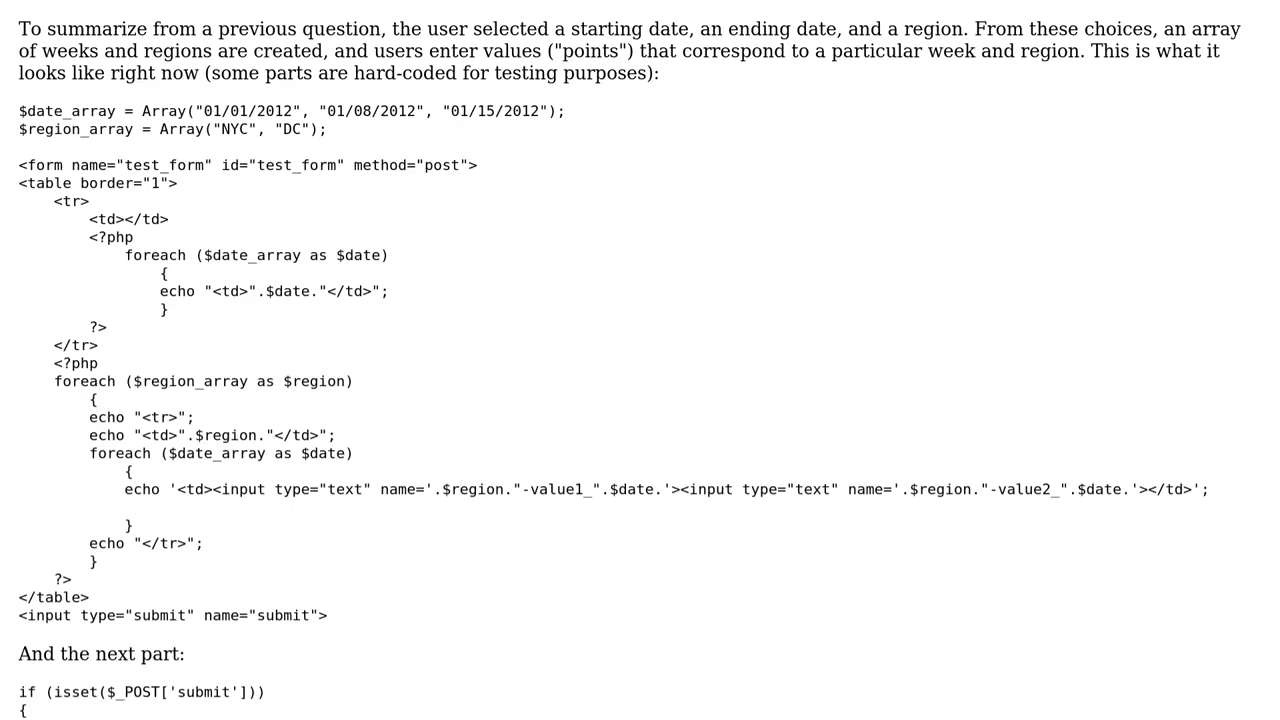 To summarize from a previous question, the user selected a starting date, an ending date, and a region. From these choices, an array
of weeks and regions are created, and users enter values ("points") that correspond to a particular week and region. This is what it
looks like right now (some parts are hard-coded for testing purposes):
$date_array = Array("01/01/2012", "01/08/2012", "01/15/2012");
$region_array = Array("NYC", "DC");
<form name="test_form" id="test_form" method="post">
<table border="1">
    <tr>
        <td></td>
        <?php
            foreach ($date_array as $date)
                {
                echo "<td>".$date."</td>";
                }
        ?>
    </tr>
    <?php
    foreach ($region_array as $region)
        {
        echo "<tr>";
        echo "<td>".$region."</td>";
        foreach ($date_array as $date)
            {
            echo '<td><input type="text" name='.$region."-value1_".$date.'><input type="text" name='.$region."-value2_".$date.'></td>';
            }
        echo "</tr>";
        }
    ?>
</table>
<input type="submit" name="submit">
And the next part:
if (isset($_POST['submit']))
{